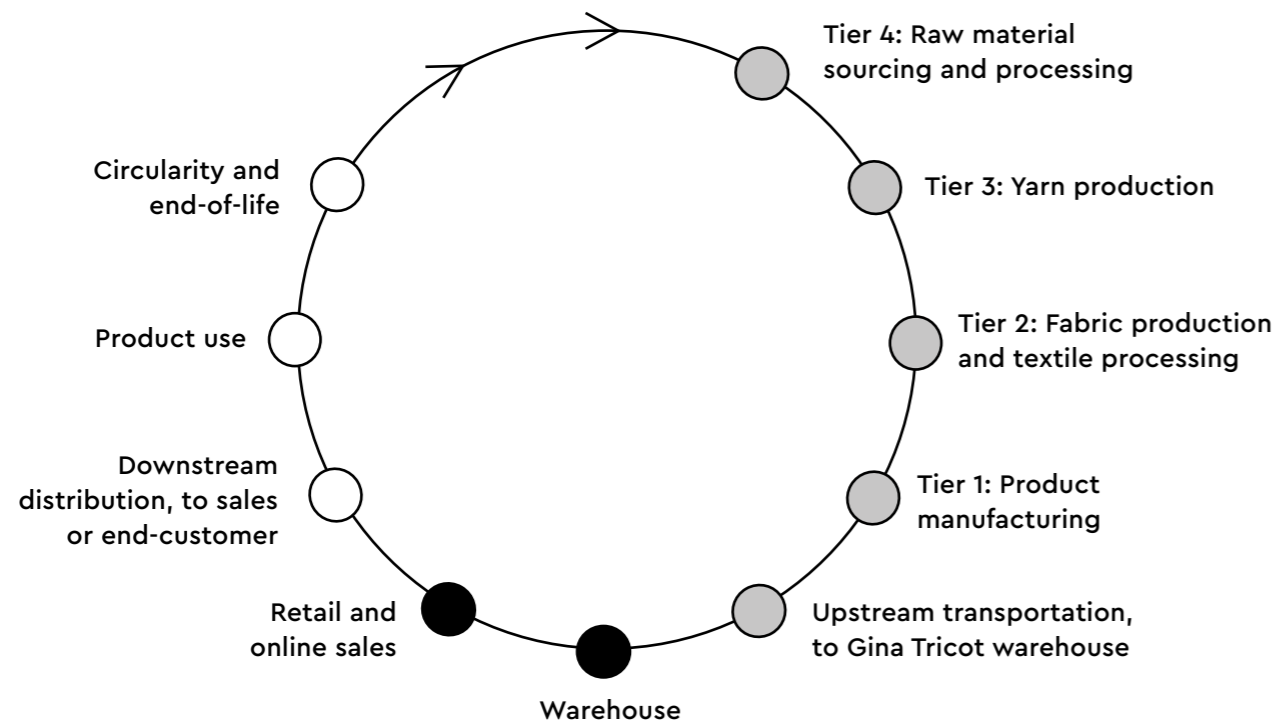 Tier 4: Raw material
sourcing and processing
Tier 3: Yarn production
Tier 2: Fabric production
and textile processing
Tier 1: Product
manufacturing
Upstream transportation,
to Gina Tricot warehouse
Warehouse
Retail and
online sales
Downstream
distribution, to sales
or end-customer
Product use
Circularity and
end-of-life